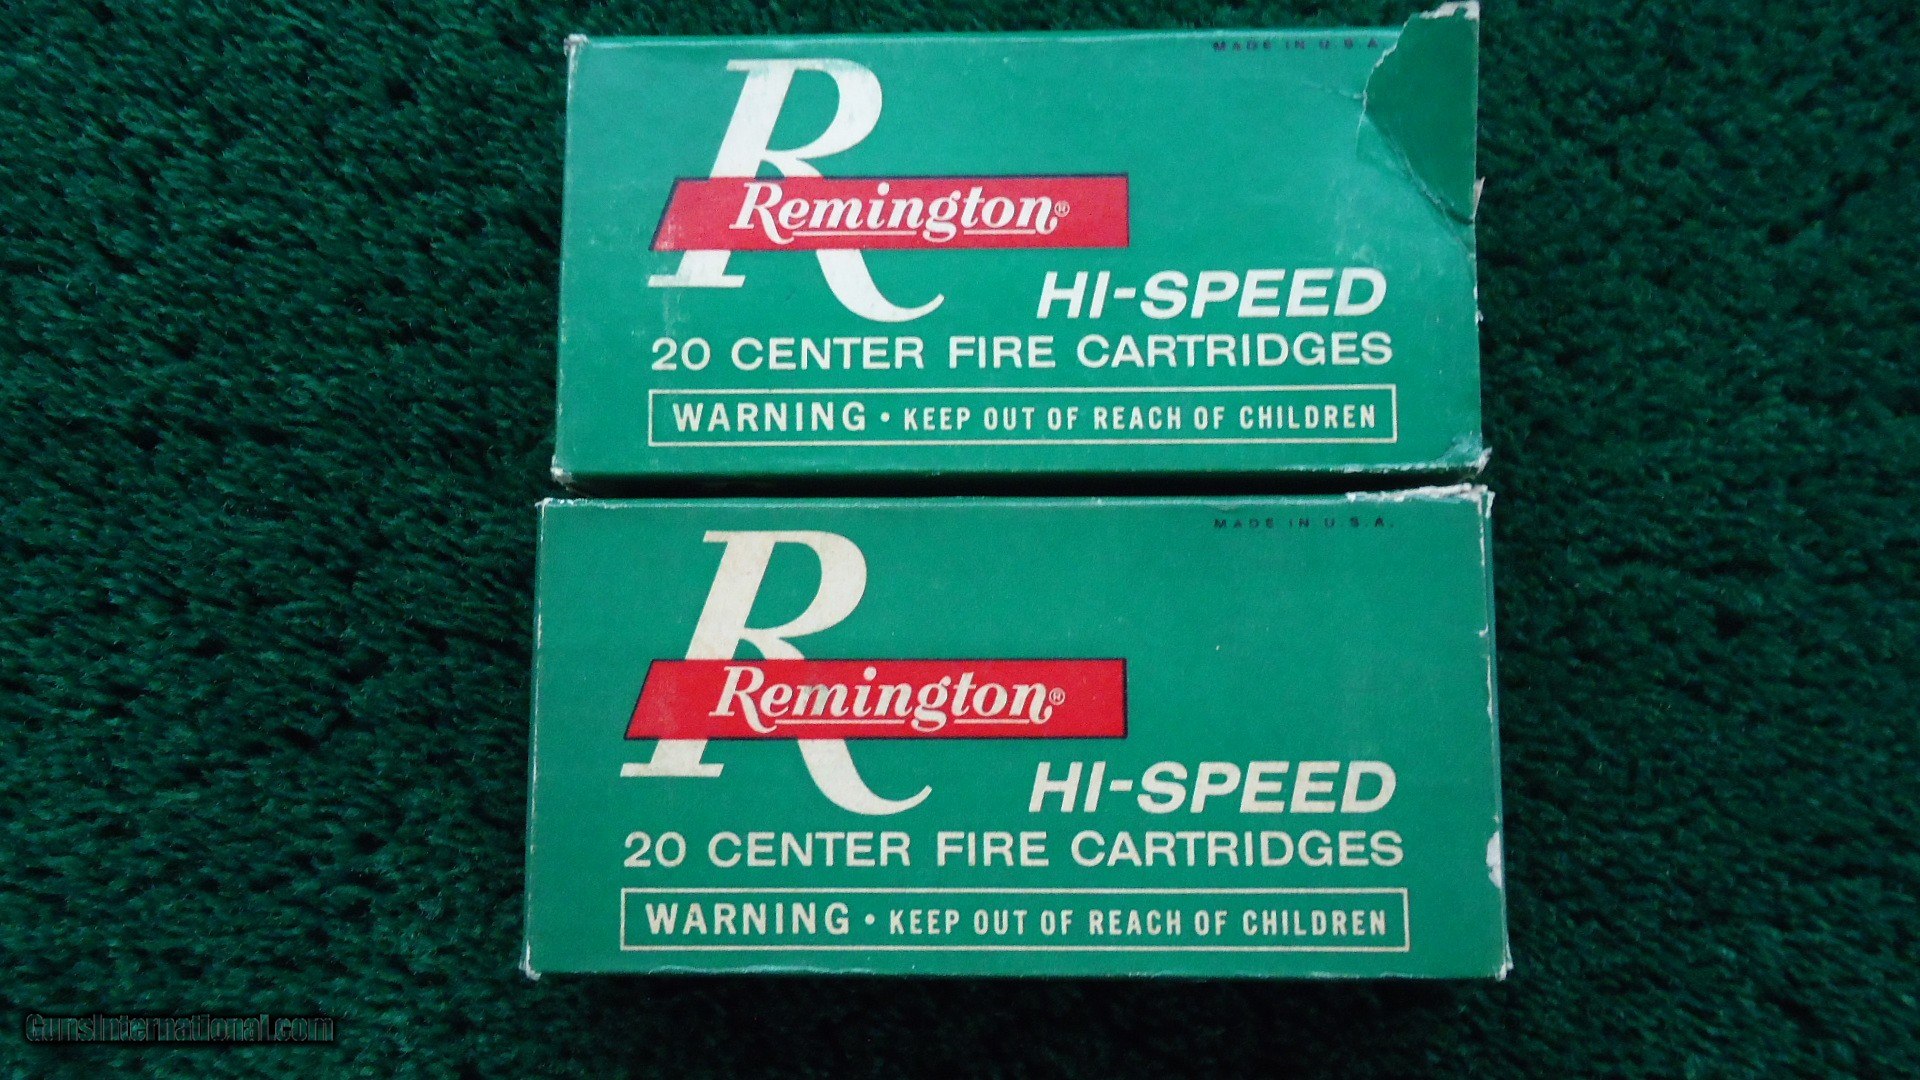 MADE IN U.S.A.
R
Remington®
HI-SPEED
20 CENTER FIRE CARTRIDGES
WARNING • KEEP OUT OF REACH OF CHILDREN
MADE IN U.S.A.
R
Remington®
HI-SPEED
20 CENTER FIRE CARTRIDGES
WARNING • KEEP OUT OF REACH OF CHILDREN
GunsInternational.com